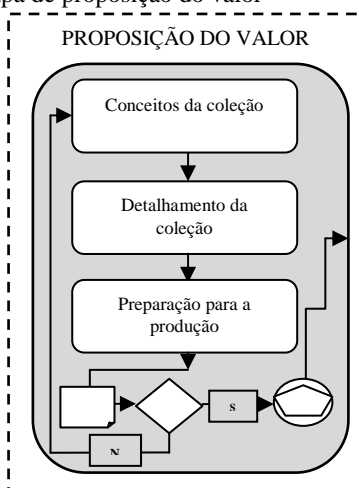 pa de proposição do valor
PROPOSIÇÃO DO VALOR
Conceitos da coleção
Detalhamento da
coleção
Preparação para a
produção
s
N